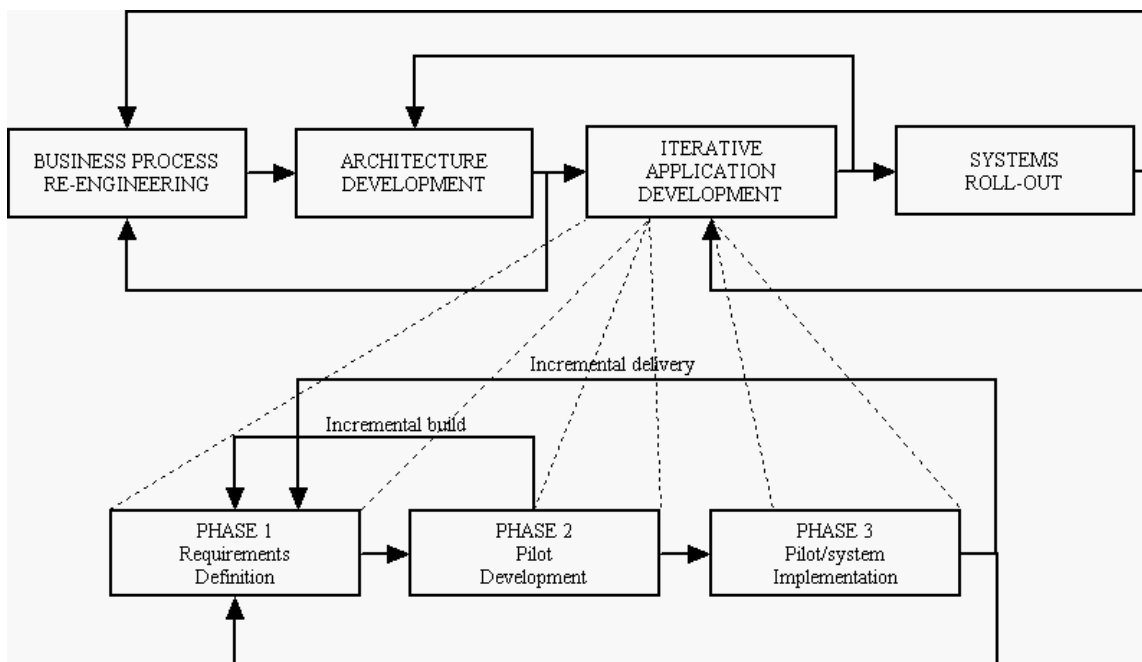 BUSINESS PROCESS
RE-ENGINEERING
ARCHITECTURE
DEVELOPMENT
ITERATIVE
APPLICATION
DEVELOPMENT
SYSTEMS
ROLL-OUT
Incremental delivery
Incremental build
PHASE 1
Requirements
Definition
PHASE 2
Pilot
Development
PHASE 3
Pilot/system
Implementation